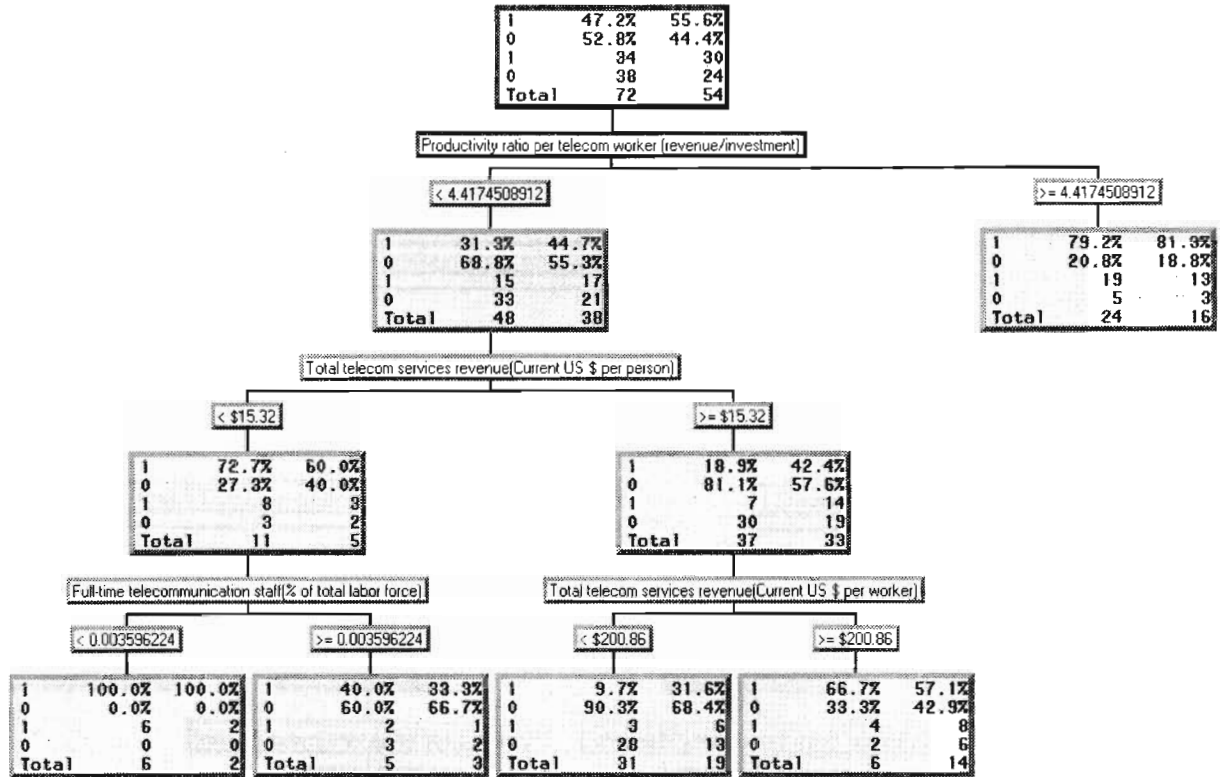 1 47.2% 55.6%
0 52.8% 44.4%
1 34 30
0 38 24
Total 72 54
Productivity ratio per telecom worker (revenue/investment)
< 4.4174508912
>= 4.4174508912
1 31.3% 44.7%
0 68.8% 55.3%
1 15 17
0 33 21
Total 48 38
1 79.2% 81.3%
0 20.8% 18.8%
1 19 13
0 5 3
Total 24 16
Total telecom services revenue(Current US $ per person)
< $15.32
>= $15.32
1 72.7% 60.0%
0 27.3% 40.0%
1 8 3
0 3 2
Total 11 5
1 18.9% 42.4%
0 81.1% 57.6%
1 7 14
0 30 19
Total 37 33
Full-time telecommunication staff(% of total labor force)
Total telecom services revenue(Current US $ per worker)
< 0.003596224
>= 0.003596224
< $200.86
>= $200.86
1 100.0% 100.0%
0 0.0% 0.0%
1 6 2
0 0 0
Total 6 2
1 40.0% 33.3%
0 60.0% 66.7%
1 2 1
0 3 2
Total 5 3
1 9.7% 31.6%
0 90.3% 68.4%
1 3 6
0 28 13
Total 31 19
1 66.7% 57.1%
0 33.3% 42.9%
1 4 8
0 2 6
Total 6 14